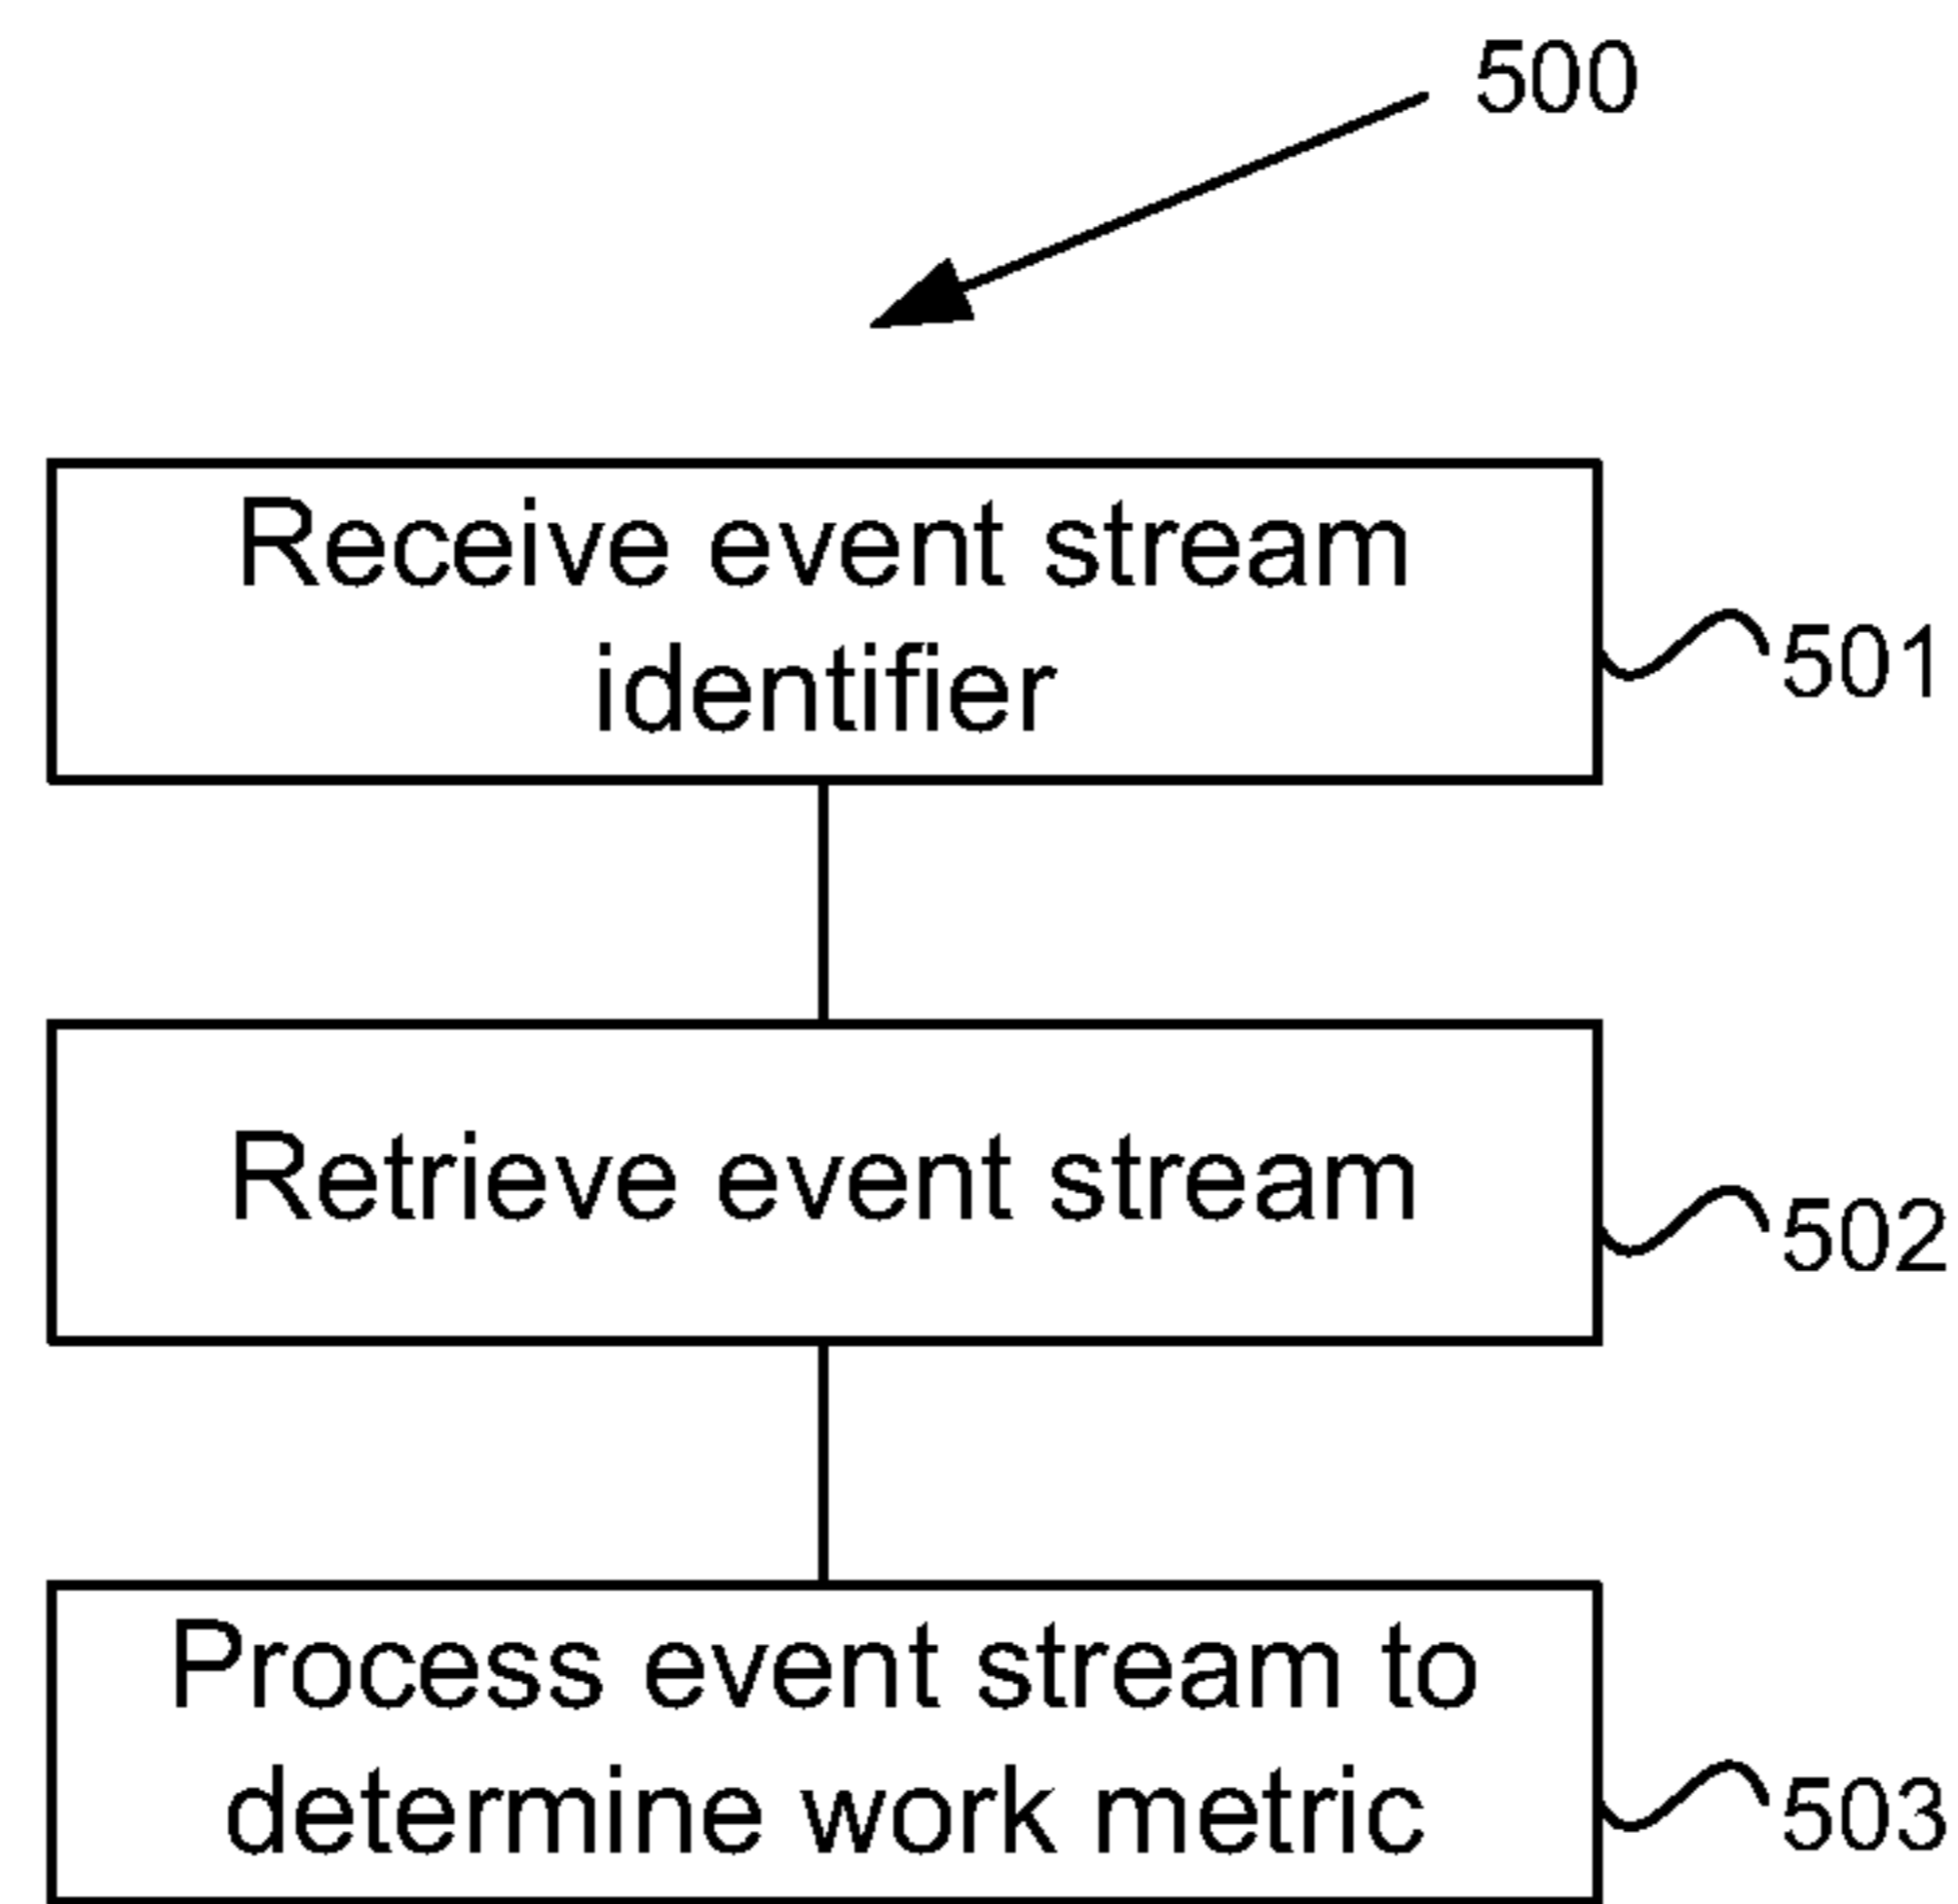 500
Receive event stream
identifier
501
Retrieve event stream
502
Process event stream to
determine work metric
503